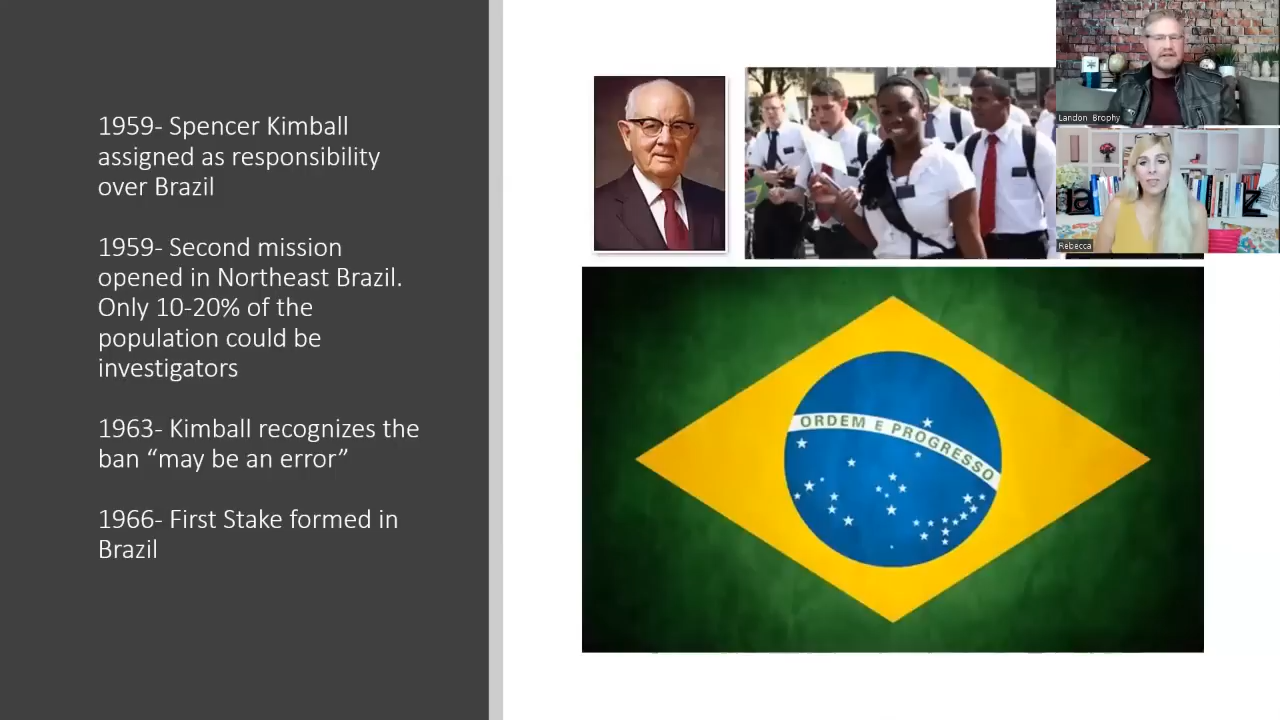 1959- Spencer Kimball
assigned as responsibility
over Brazil
1959- Second mission
opened in Northeast Brazil.
Only 10-20% of the
population could be
investigators
1963- Kimball recognizes the
ban “may be an error”
1966- First Stake formed in
Brazil
ORDEM E PROGRESSO
Landon Brophy
Rebecca